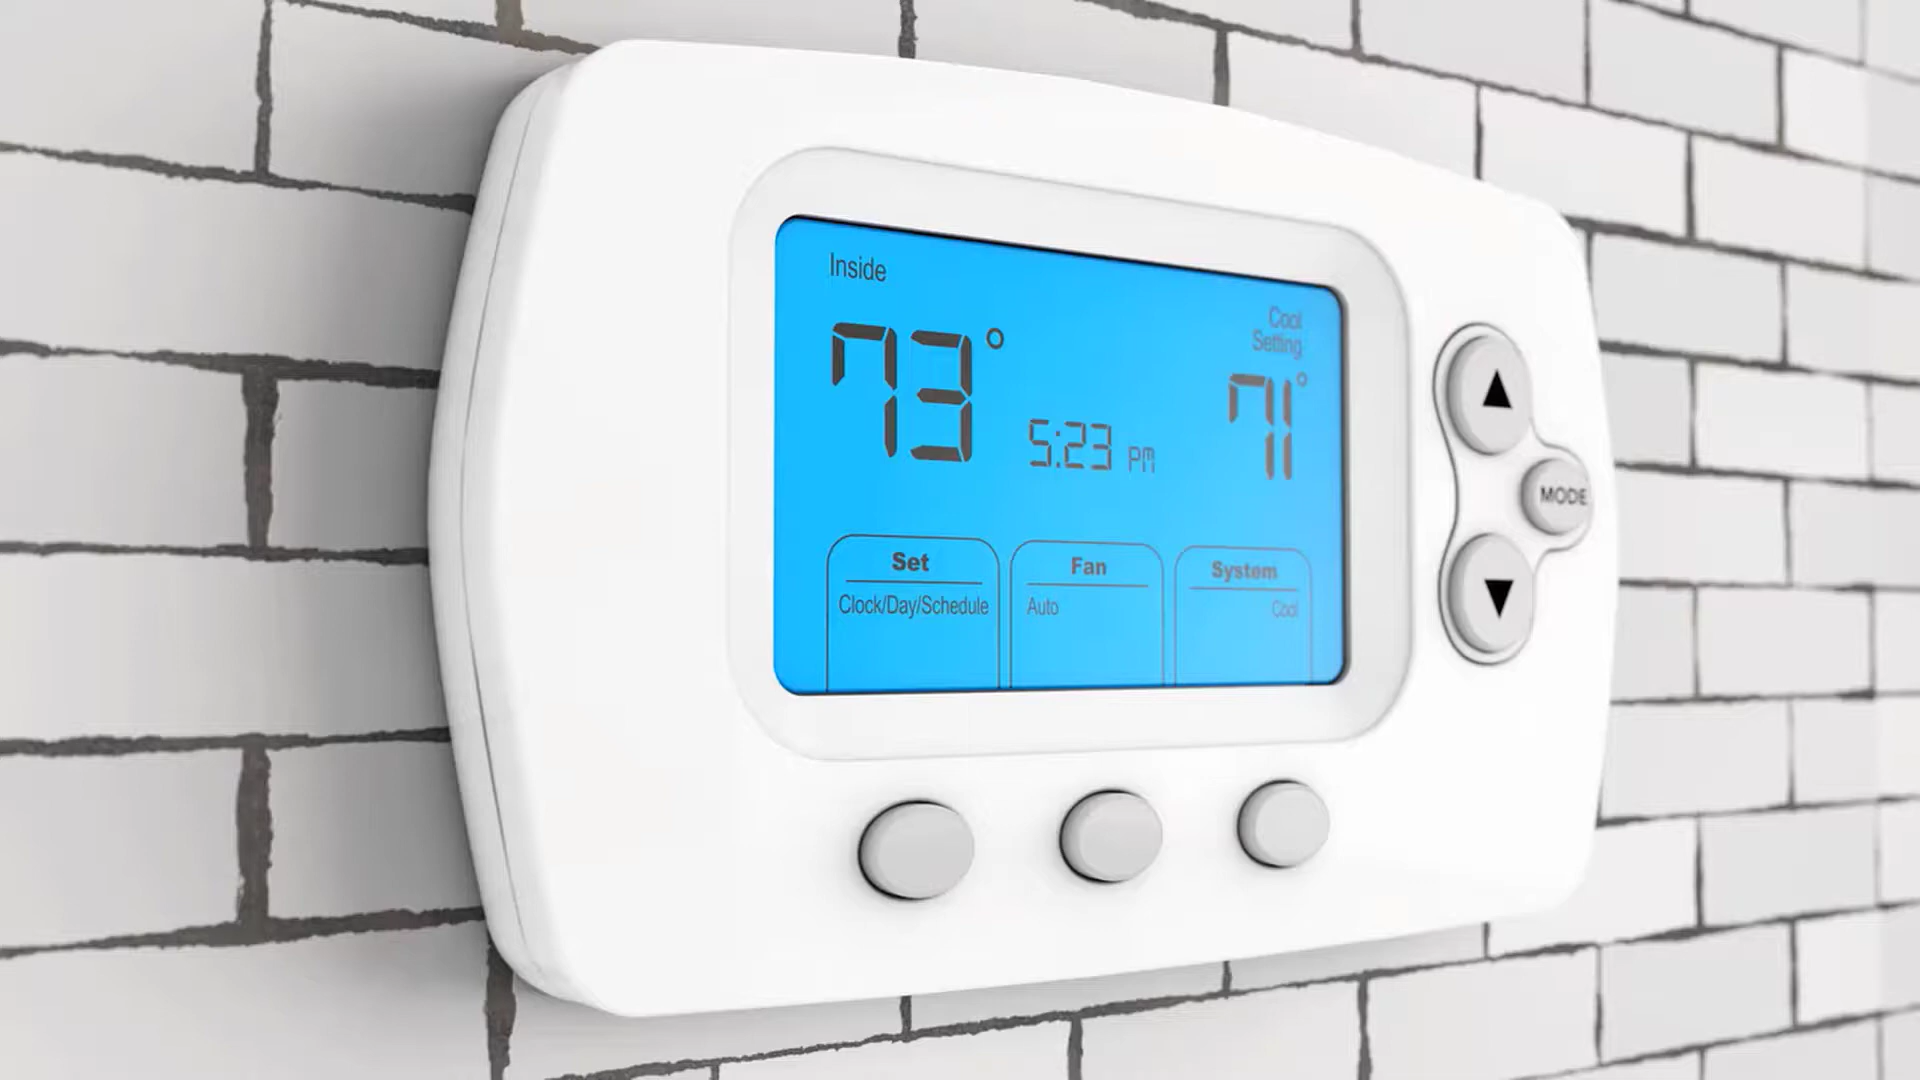 Inside
Cool
Setting
73°
71°
5:23 PM
MODE
Set
Clock/Day/Schedule
Fan
Auto
System
Cool